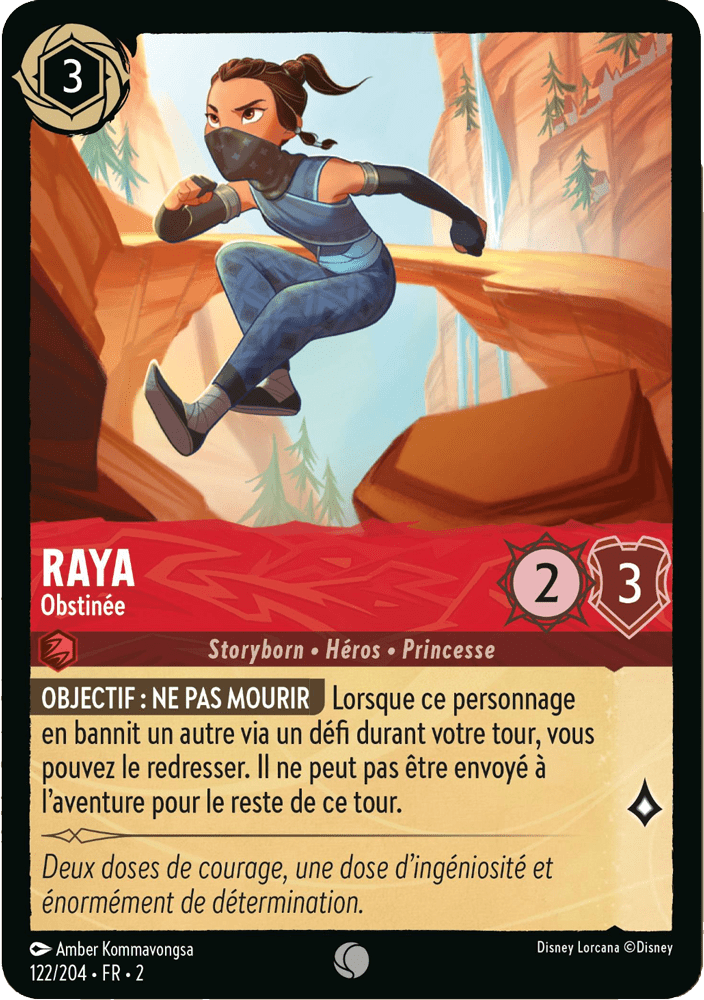 3
RAYA
Obstinée
2
3
Storyborn • Héros • Princesse
OBJECTIF : NE PAS MOURIR Lorsque ce personnage
en bannit un autre via un défi durant votre tour, vous
pouvez le redresser. Il ne peut pas être envoyé à
l’aventure pour le reste de ce tour.
Deux doses de courage, une dose d’ingéniosité et
énormément de détermination.
Amber Kommavongsa
Disney Lorcana ©Disney
122/204 • FR • 2